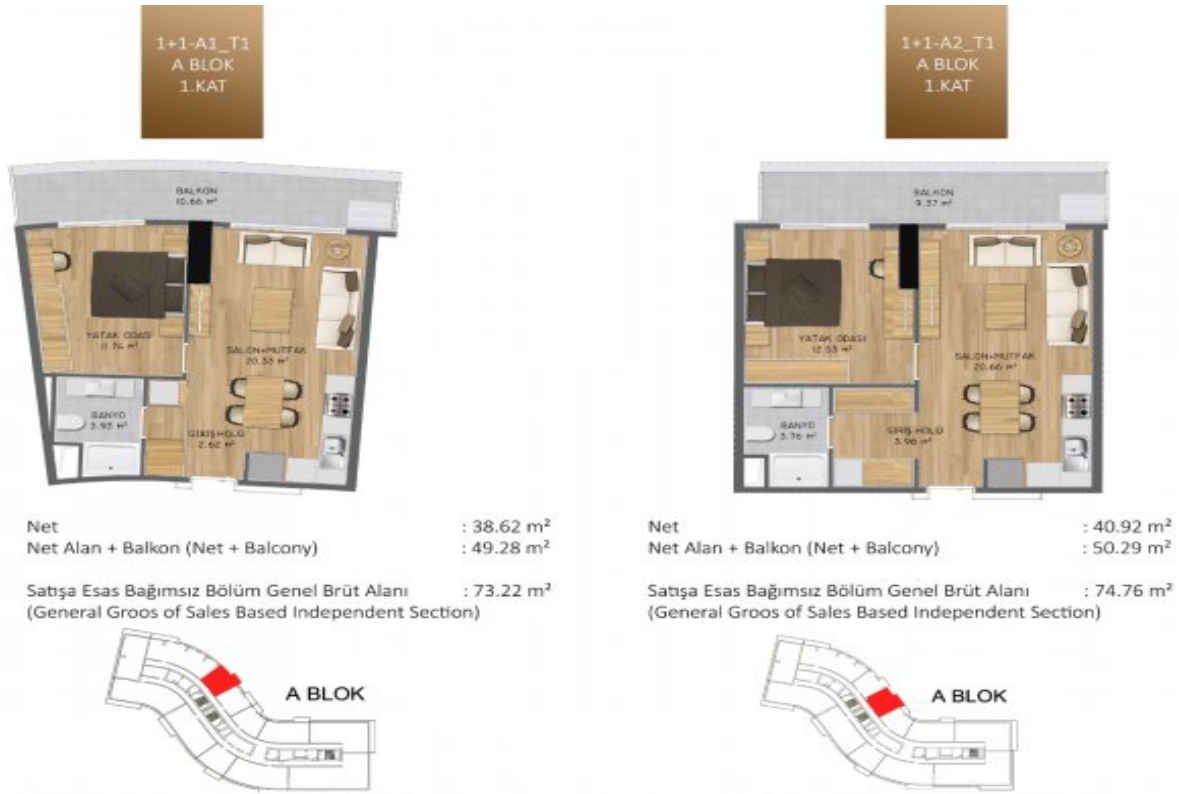 1+1-A1_T1
A BLOK
1.KAT
BALKON
10.66 m²
YATAK ODASI
11.74 m²
SALON+MUTFAK
20.33 m²
BANYO
3.93 m²
GİRİŞ HOLÜ
2.62 m²
Net : 38.62 m²
Net Alan + Balkon (Net + Balcony) : 49.28 m²
Satışa Esas Bağımsız Bölüm Genel Brüt Alanı : 73.22 m²
(General Groos of Sales Based Independent Section)
A BLOK
1+1-A2_T1
A BLOK
1.KAT
BALKON
9.37 m²
YATAK ODASI
12.53 m²
SALON+MUTFAK
20.66 m²
BANYO
3.76 m²
GİRİŞ HOLÜ
3.96 m²
Net : 40.92 m²
Net Alan + Balkon (Net + Balcony) : 50.29 m²
Satışa Esas Bağımsız Bölüm Genel Brüt Alanı : 74.76 m²
(General Groos of Sales Based Independent Section)
A BLOK